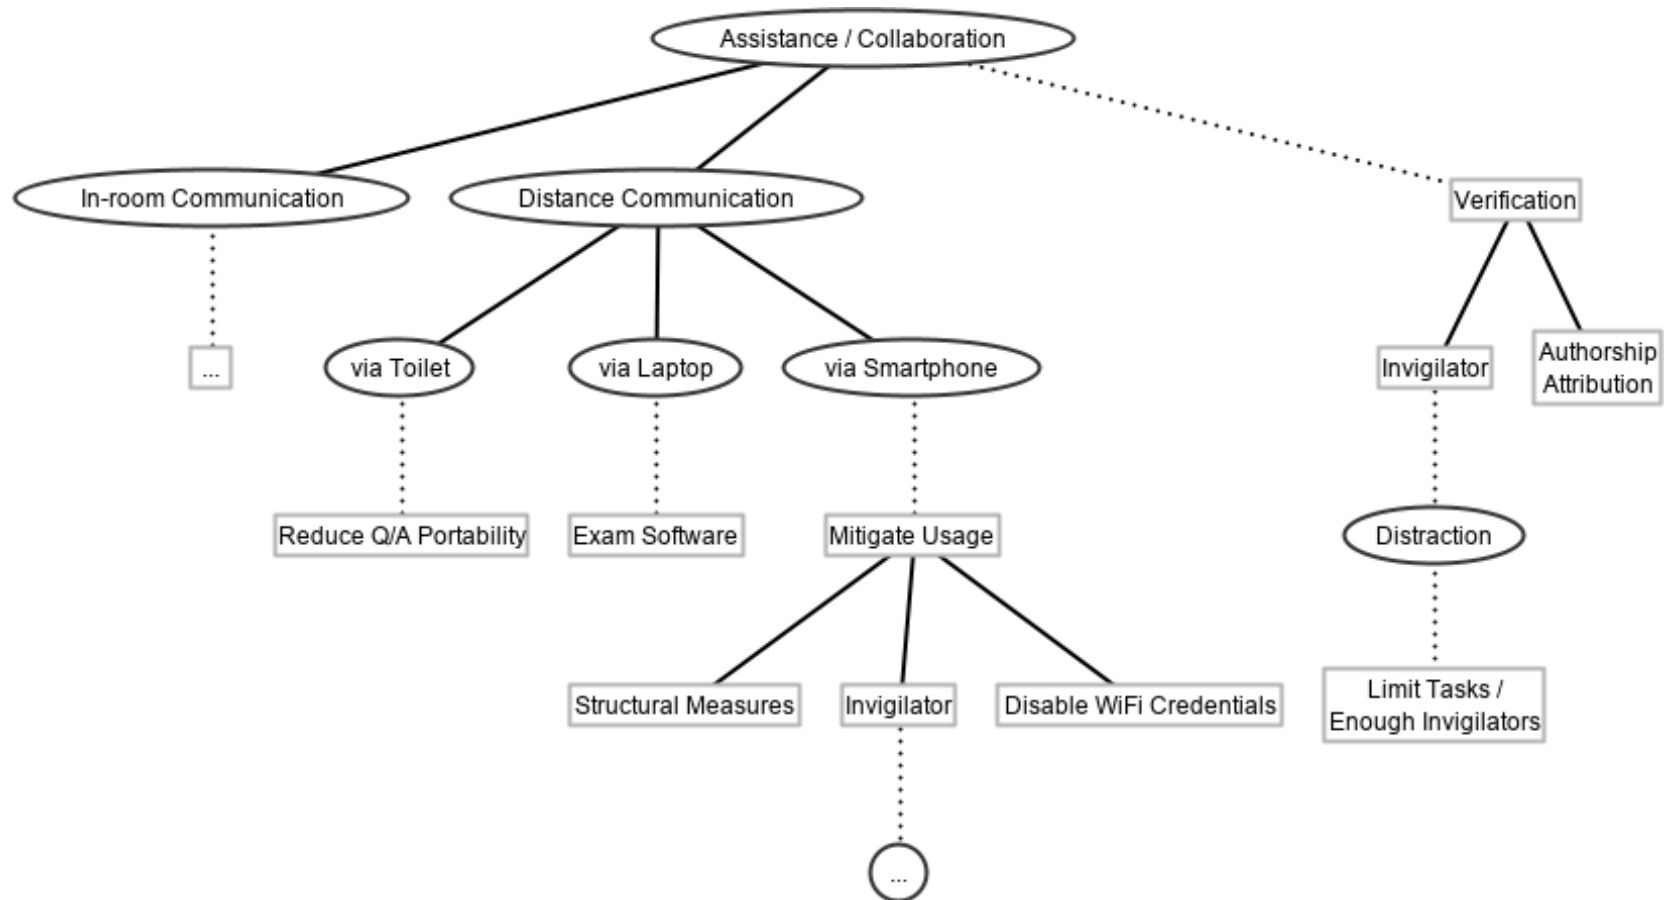 Assistance / Collaboration
In-room Communication
Distance Communication
Verification
...
via Toilet
via Laptop
via Smartphone
Invigilator
Authorship
Attribution
Reduce Q/A Portability
Exam Software
Mitigate Usage
Distraction
Structural Measures
Invigilator
Disable WiFi Credentials
Limit Tasks /
Enough Invigilators
...